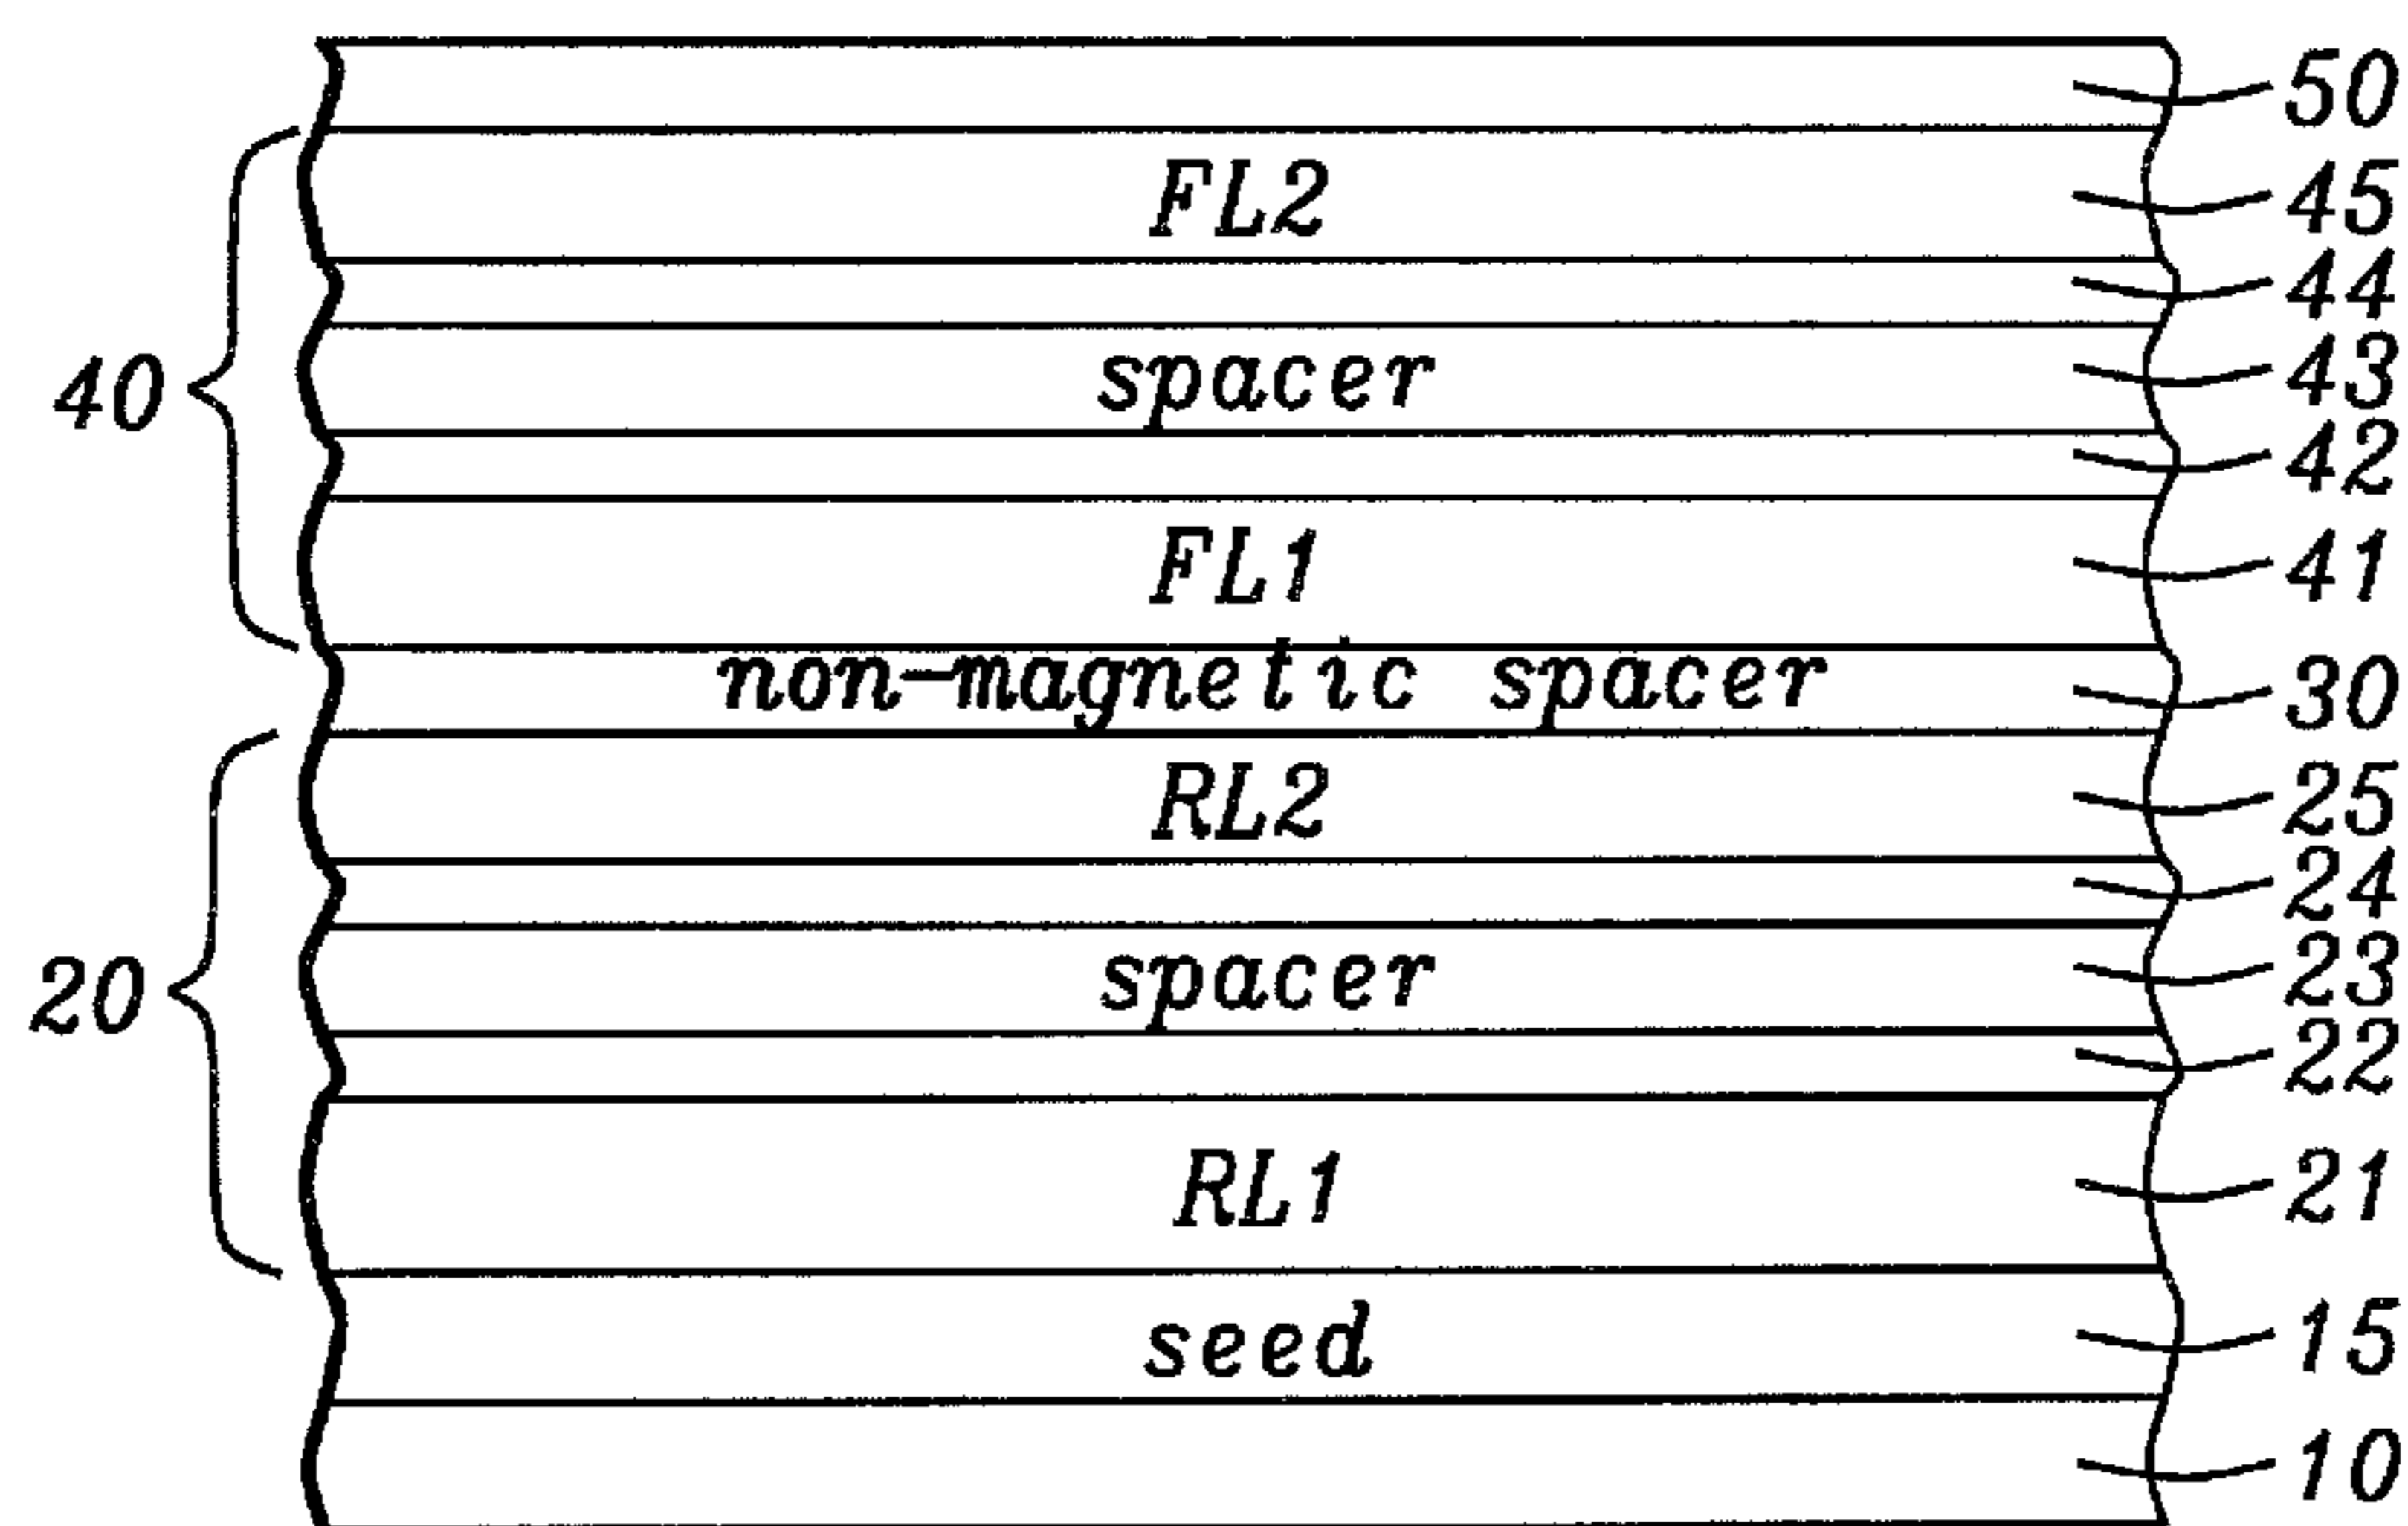 50
FL2 45
44
40 spacer 43
42
FL1 41
non-magnetic spacer 30
RL2 25
24
20 spacer 23
22
RL1 21
seed 15
10